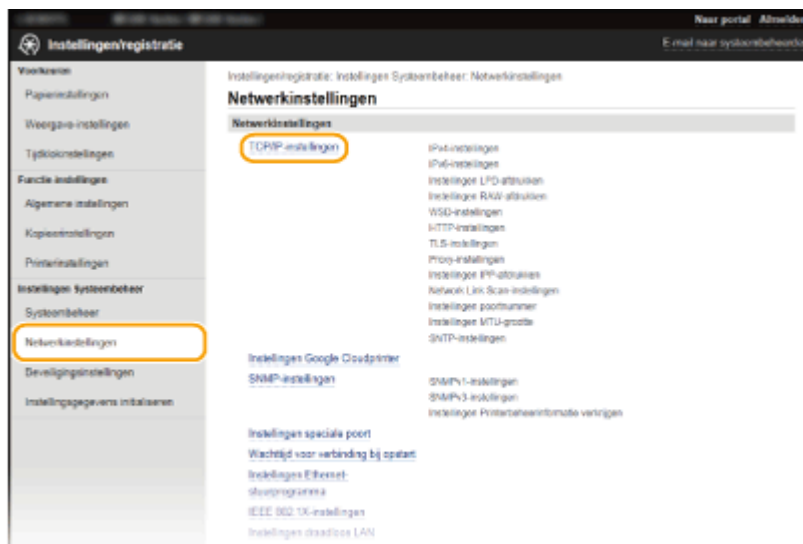 Naar portal Afmelden
Instellingen/registratie
E-mail naar systeembeheerder
Voorkeuren
Papierinstellingen
Weergave-instellingen
Tijdklokinstellingen
Functie-instellingen
Algemene instellingen
Kopieerinstellingen
Printerinstellingen
Instellingen Systeembeheer
Systeembeheer
Netwerkinstellingen
Beveiligingsinstellingen
Instellingsgegevens initialiseren
Instellingen/registratie: Instellingen Systeembeheer: Netwerkinstellingen
Netwerkinstellingen
Netwerkinstellingen
TCP/IP-instellingen
IPv4-instellingen
IPv6-instellingen
Instellingen LPD-afdrukken
Instellingen RAW-afdrukken
WSD-instellingen
HTTP-instellingen
TLS-instellingen
Proxy-instellingen
Instellingen IPP-afdrukken
Network Link Scan-instellingen
Instellingen poortnummer
Instellingen MTU-grootte
SNTP-instellingen
Instellingen Google Cloudprinter
SNMP-instellingen
SNMPv1-instellingen
SNMPv3-instellingen
Instellingen Printerbeheerinformatie verkrijgen
Instellingen speciale poort
Wachttijd voor verbinding bij opstart
Instellingen Ethernet-
stuurprogramma
IEEE 802.1X-instellingen
Instellingen draadloos LAN